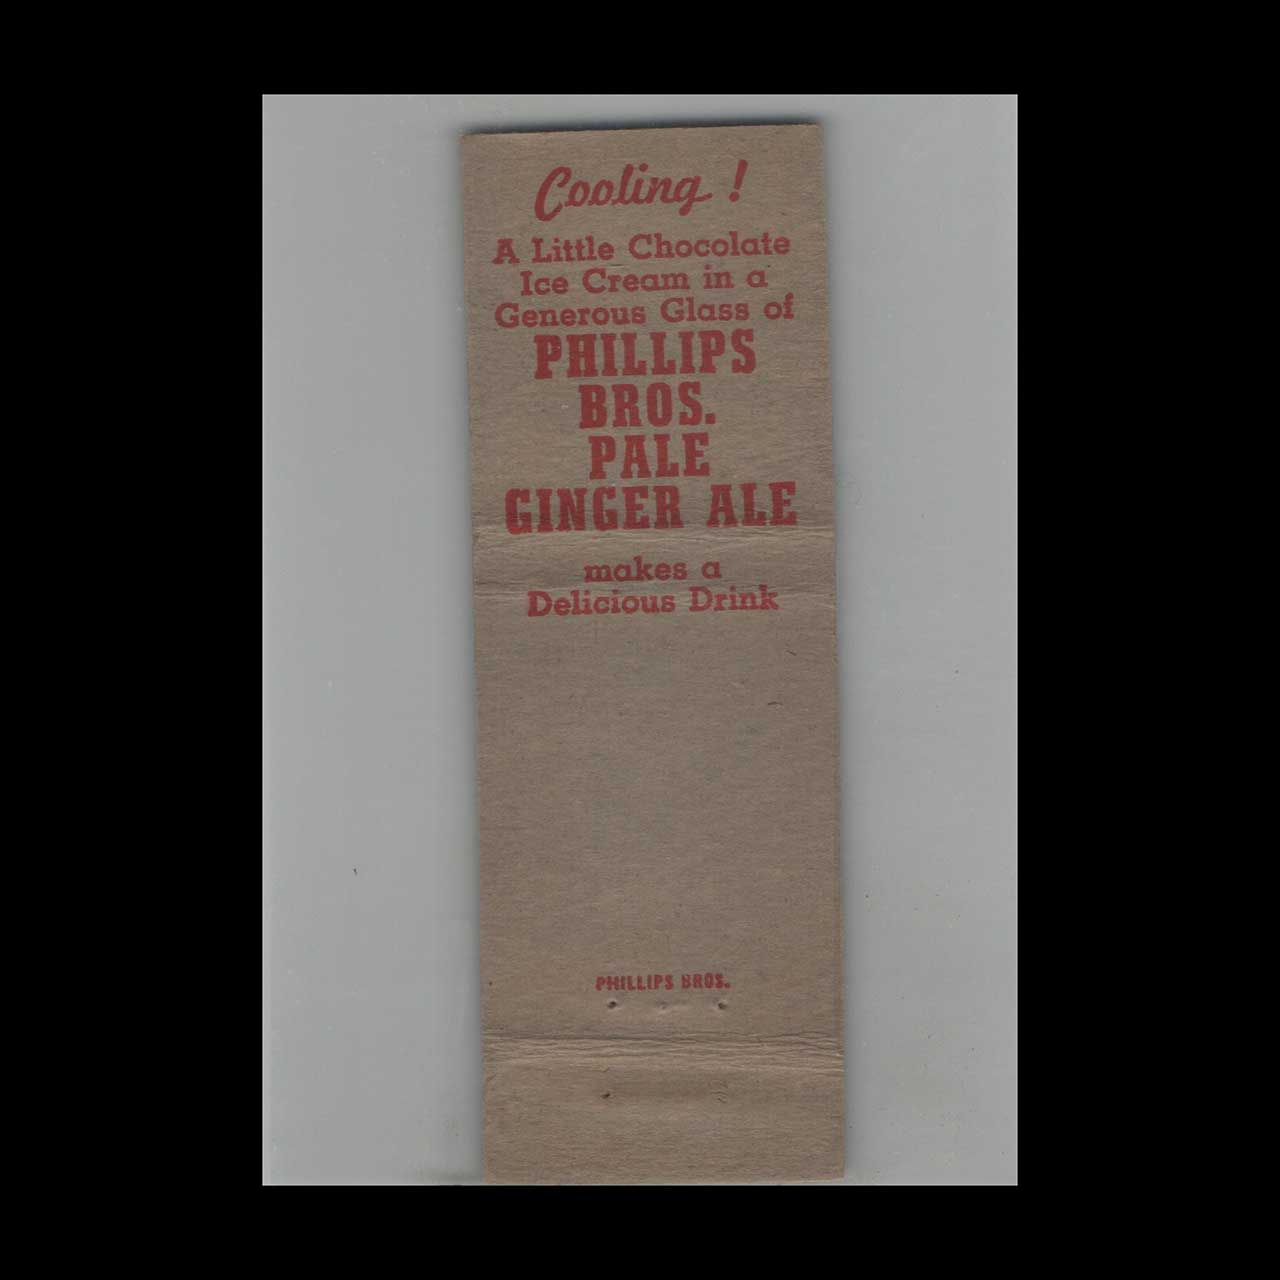 Cooling!
A Little Chocolate
Ice Cream in a
Generous Glass of
PHILLIPS
BROS.
PALE
GINGER ALE
makes a
Delicious Drink
PHILLIPS BROS.